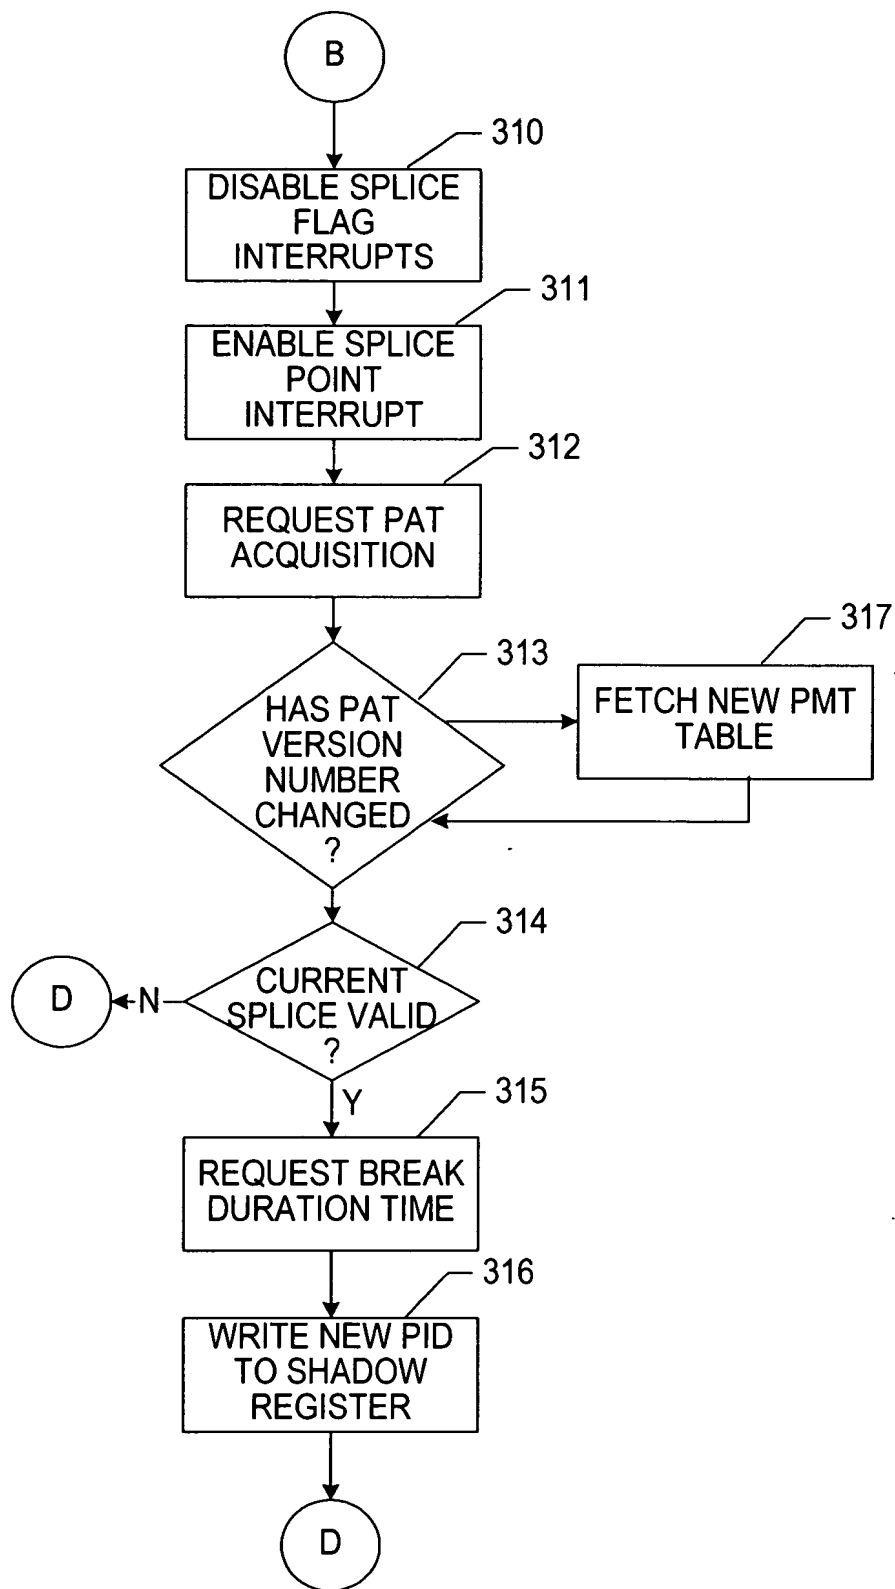 B
310
DISABLE SPLICE
FLAG
INTERRUPTS
311
ENABLE SPLICE
POINT
INTERRUPT
312
REQUEST PAT
ACQUISITION
313
HAS PAT
VERSION
NUMBER
CHANGED
?
317
FETCH NEW PMT
TABLE
314
CURRENT
SPLICE VALID
?
N
D
Y
315
REQUEST BREAK
DURATION TIME
316
WRITE NEW PID
TO SHADOW
REGISTER
D